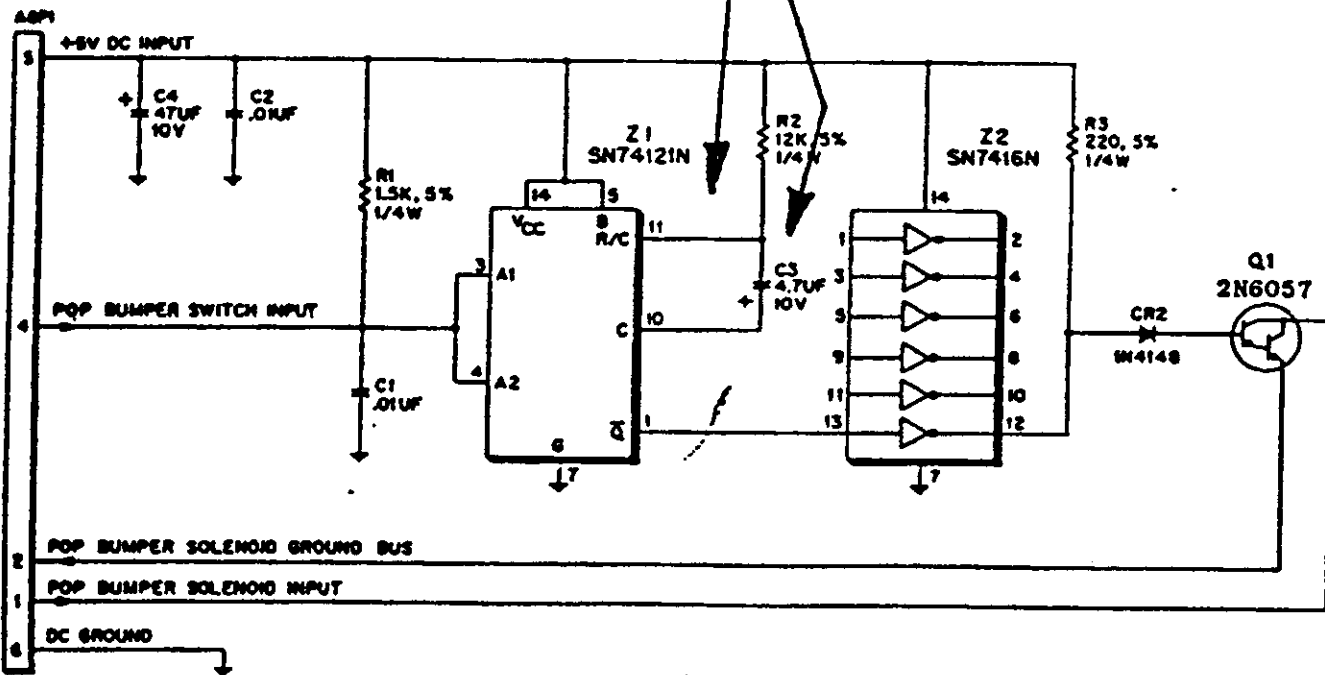 A6P1
5
+5V DC INPUT
C4
47UF
10V
C2
.01UF
R1
1.5K, 5%
1/4W
Z1
SN74121N
R2
12K, 5%
1/4W
Z2
SN7416N
R3
220, 5%
1/4W
14
5
VCC
B
R/C
11
3
A1
C3
4.7UF
10V
C
10
4
A2
Q̅
1
G
7
14
1
2
3
4
5
6
9
8
11
10
13
12
7
CR2
1N4148
Q1
2N6057
4
POP BUMPER SWITCH INPUT
C1
.01UF
2
POP BUMPER SOLENOID GROUND BUS
1
POP BUMPER SOLENOID INPUT
6
DC GROUND